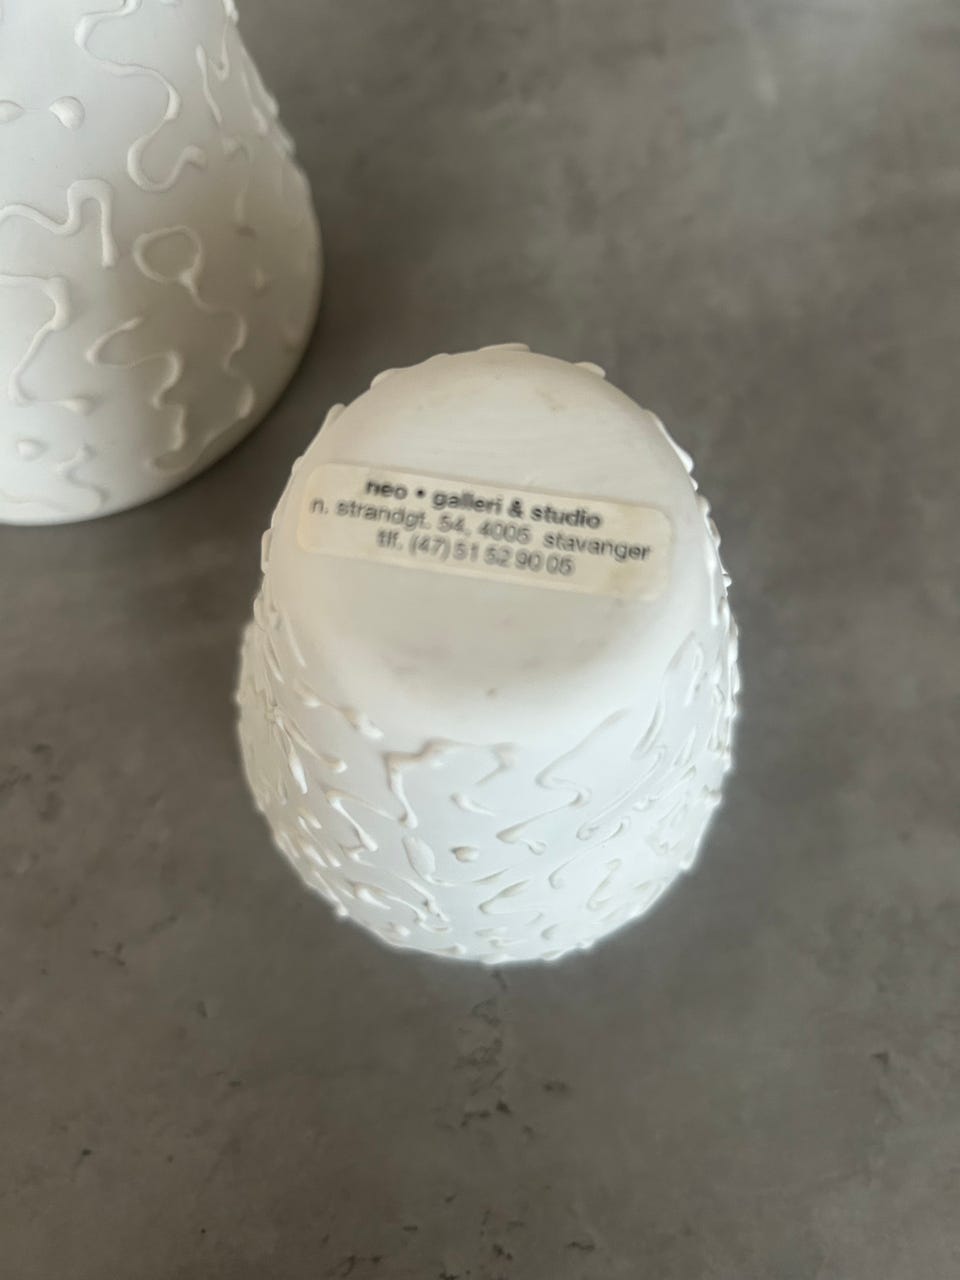 neo • galleri & studio
n. strandgt. 54, 4005 stavanger
tlf. (47) 51 52 90 05